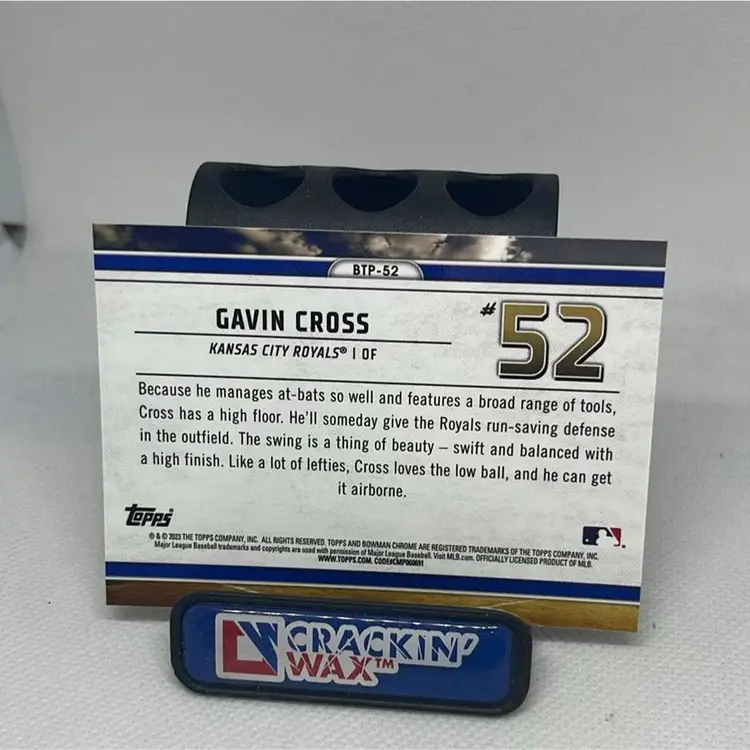 BTP-52
GAVIN CROSS
#52
KANSAS CITY ROYALS® | OF
Because he manages at-bats so well and features a broad range of tools,
Cross has a high floor. He'll someday give the Royals run-saving defense
in the outfield. The swing is a thing of beauty – swift and balanced with
a high finish. Like a lot of lefties, Cross loves the low ball, and he can get
it airborne.
Topps
® & © 2023 THE TOPPS COMPANY, INC. ALL RIGHTS RESERVED. TOPPS AND BOWMAN CHROME ARE REGISTERED TRADEMARKS OF THE TOPPS COMPANY, INC.
Major League Baseball trademarks and copyrights are used with permission of Major League Baseball. Visit MLB.com. OFFICIALLY LICENSED PRODUCT OF MLB.
WWW.TOPPS.COM. CODE#CMP060691
CW CRACKIN'
WAX™